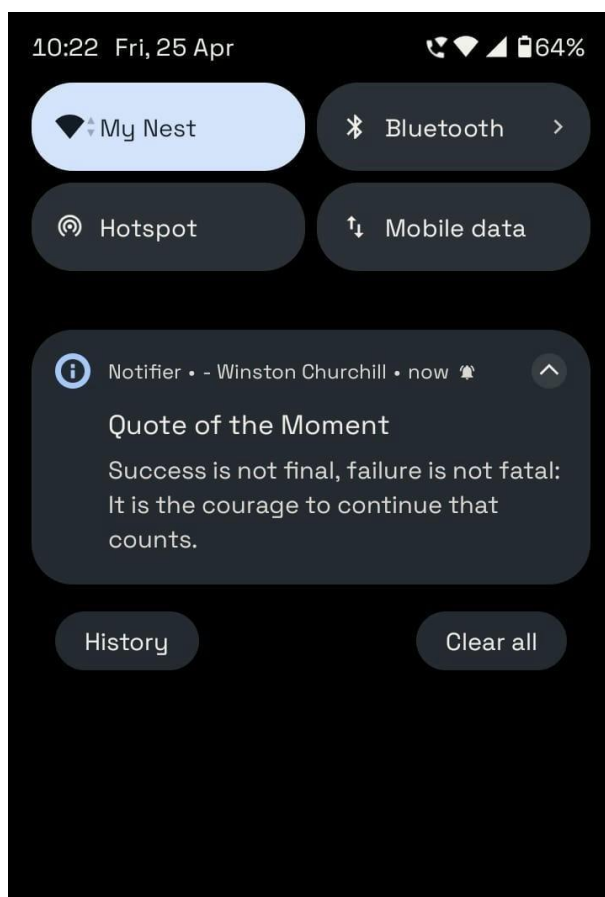 10:22 Fri, 25 Apr 64%
My Nest
Bluetooth
Hotspot
Mobile data
Notifier • - Winston Churchill • now
Quote of the Moment
Success is not final, failure is not fatal:
It is the courage to continue that
counts.
History
Clear all